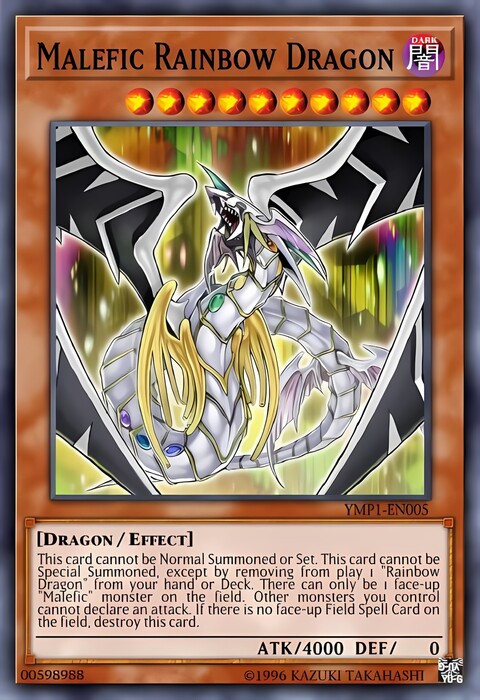 MALEFIC RAINBOW DRAGON
DARK
闇
YMP1-EN005
[DRAGON / EFFECT]
This card cannot be Normal Summoned or Set. This card cannot be
Special Summoned, except by removing from play 1 "Rainbow
Dragon" from your hand or Deck. There can only be 1 face-up
"Malefic" monster on the field. Other monsters you control
cannot declare an attack. If there is no face-up Field Spell Card on
the field, destroy this card.
ATK/4000 DEF/ 0
00598988
©1996 KAZUKI TAKAHASHI